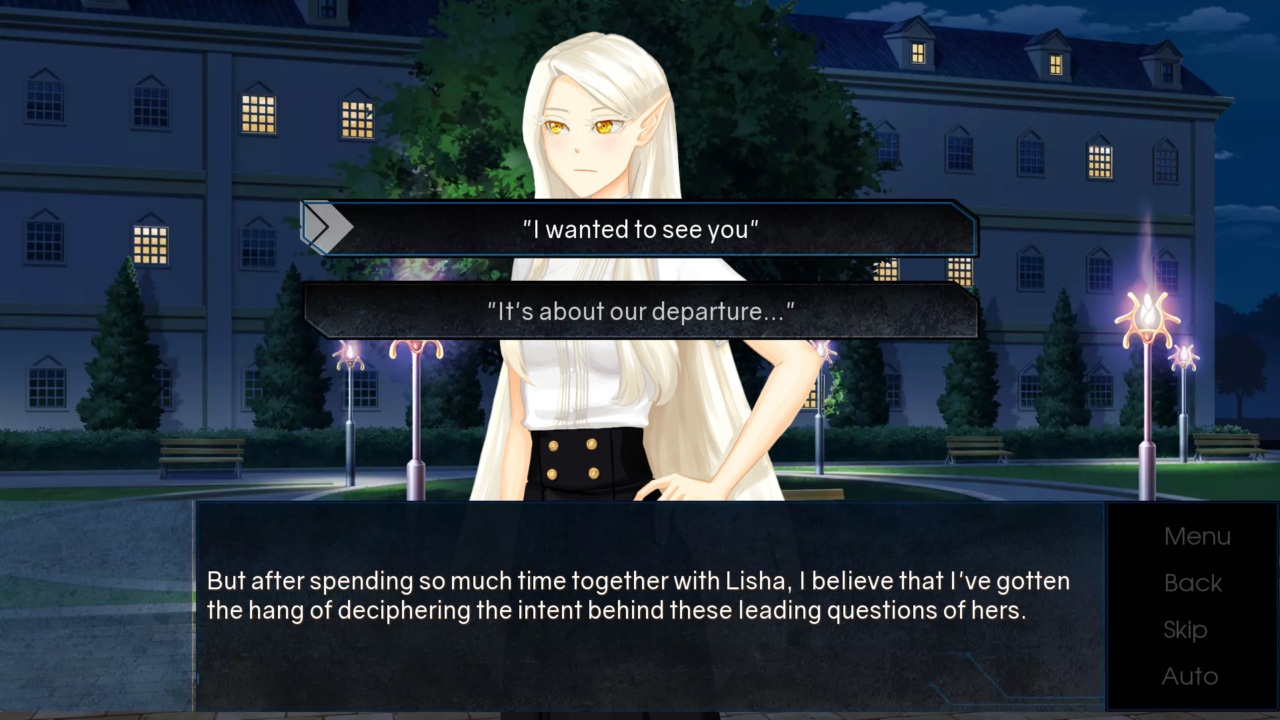 "I wanted to see you"
"It's about our departure..."
But after spending so much time together with Lisha, I believe that I've gotten
the hang of deciphering the intent behind these leading questions of hers.
Menu
Back
Skip
Auto